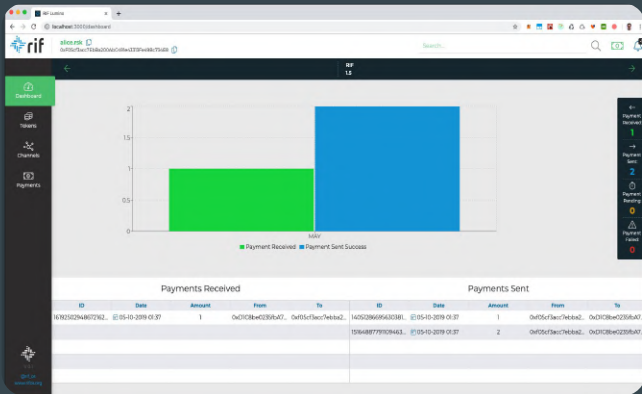 RIF Lumino
localhost:3000/dashboard
rif
alice.rsk
Search...
RIF
1.5
Dashboard
Tokens
Channels
Payments
2
1.5
1
0.5
0
MAY
Payment Received Payment Sent Success
Payment Received
1
Payment Sent
2
Payment Pending
0
Payment Failed
0
Payments Received Payments Sent
ID Date Amount From To ID Date Amount From To
05-10-2019 01:37 1 05-10-2019 01:37 1
05-10-2019 01:37 2